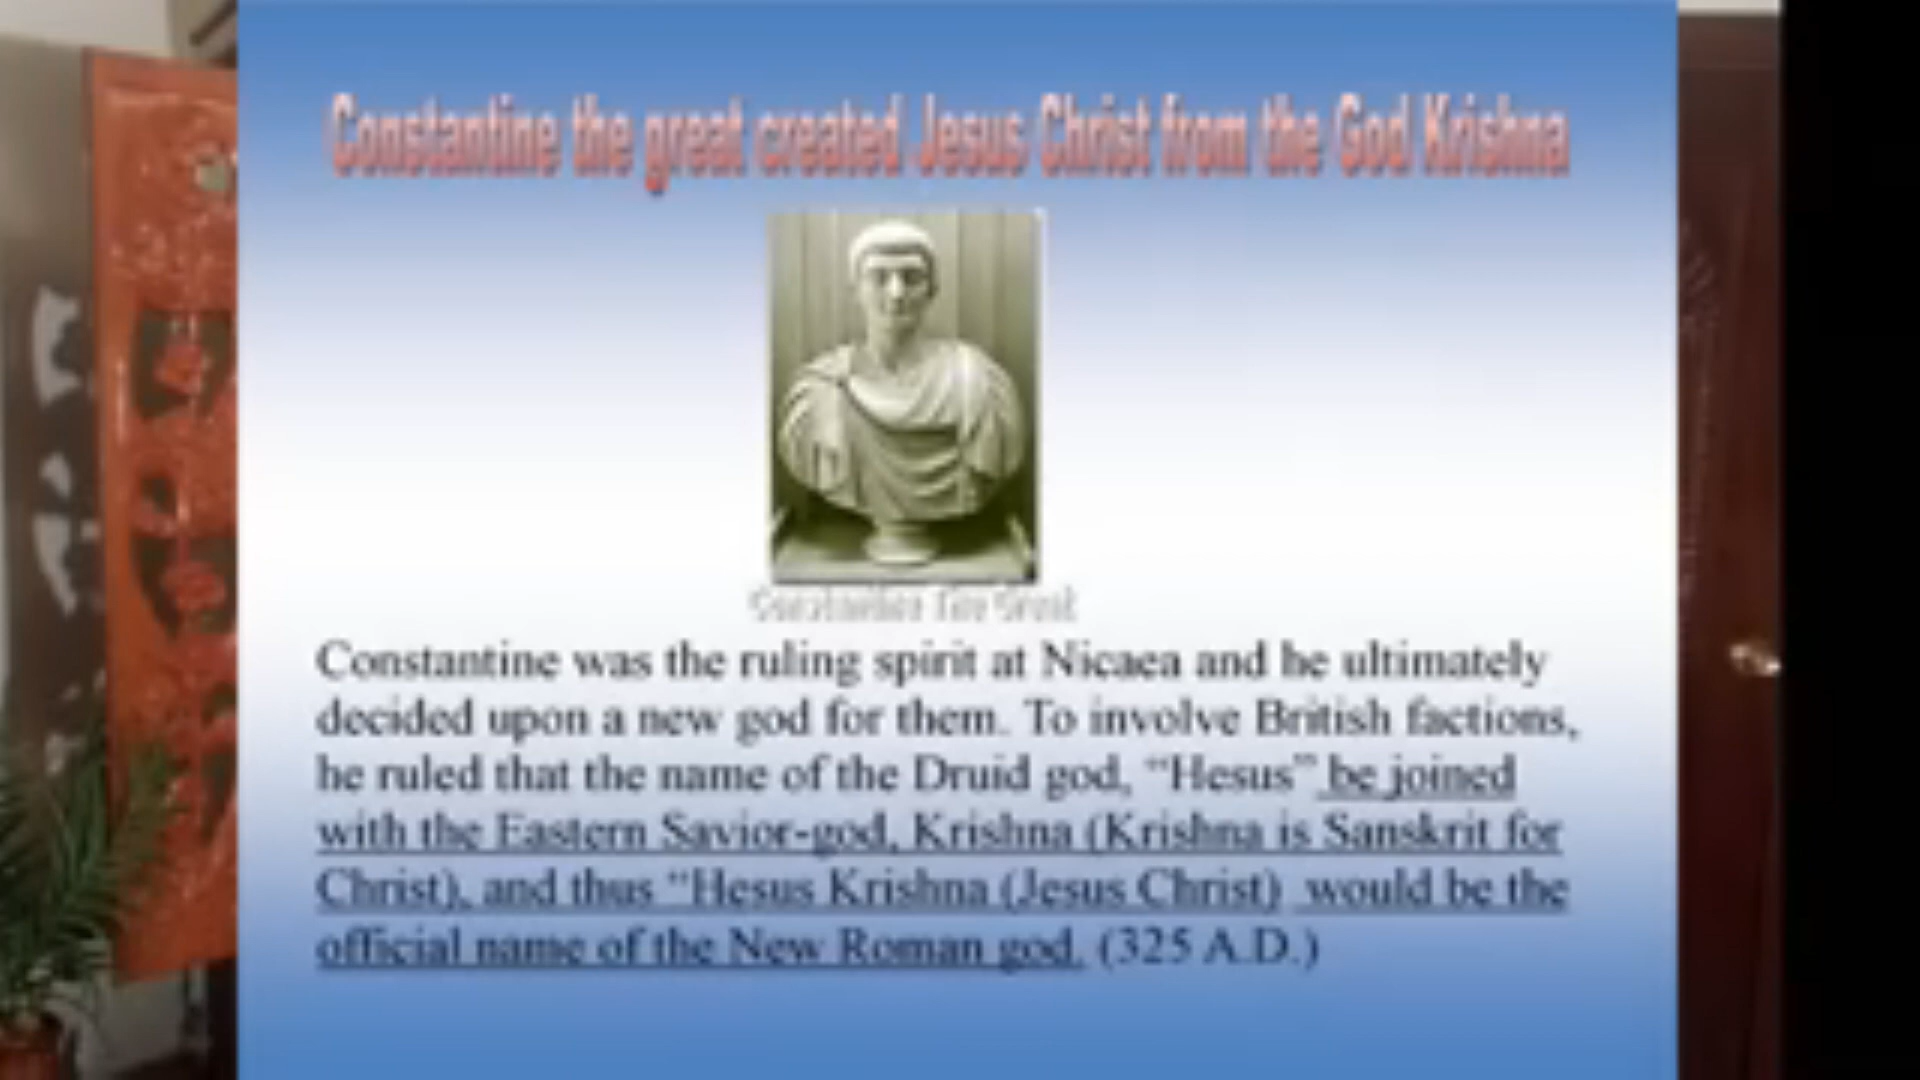 Constantine the great created Jesus Christ from the God Krishna
Constantine The Great
Constantine was the ruling spirit at Nicaea and he ultimately
decided upon a new god for them. To involve British factions,
he ruled that the name of the Druid god, “Hesus” be joined
with the Eastern Savior-god, Krishna (Krishna is Sanskrit for
Christ), and thus “Hesus Krishna (Jesus Christ) would be the
official name of the New Roman god. (325 A.D.)